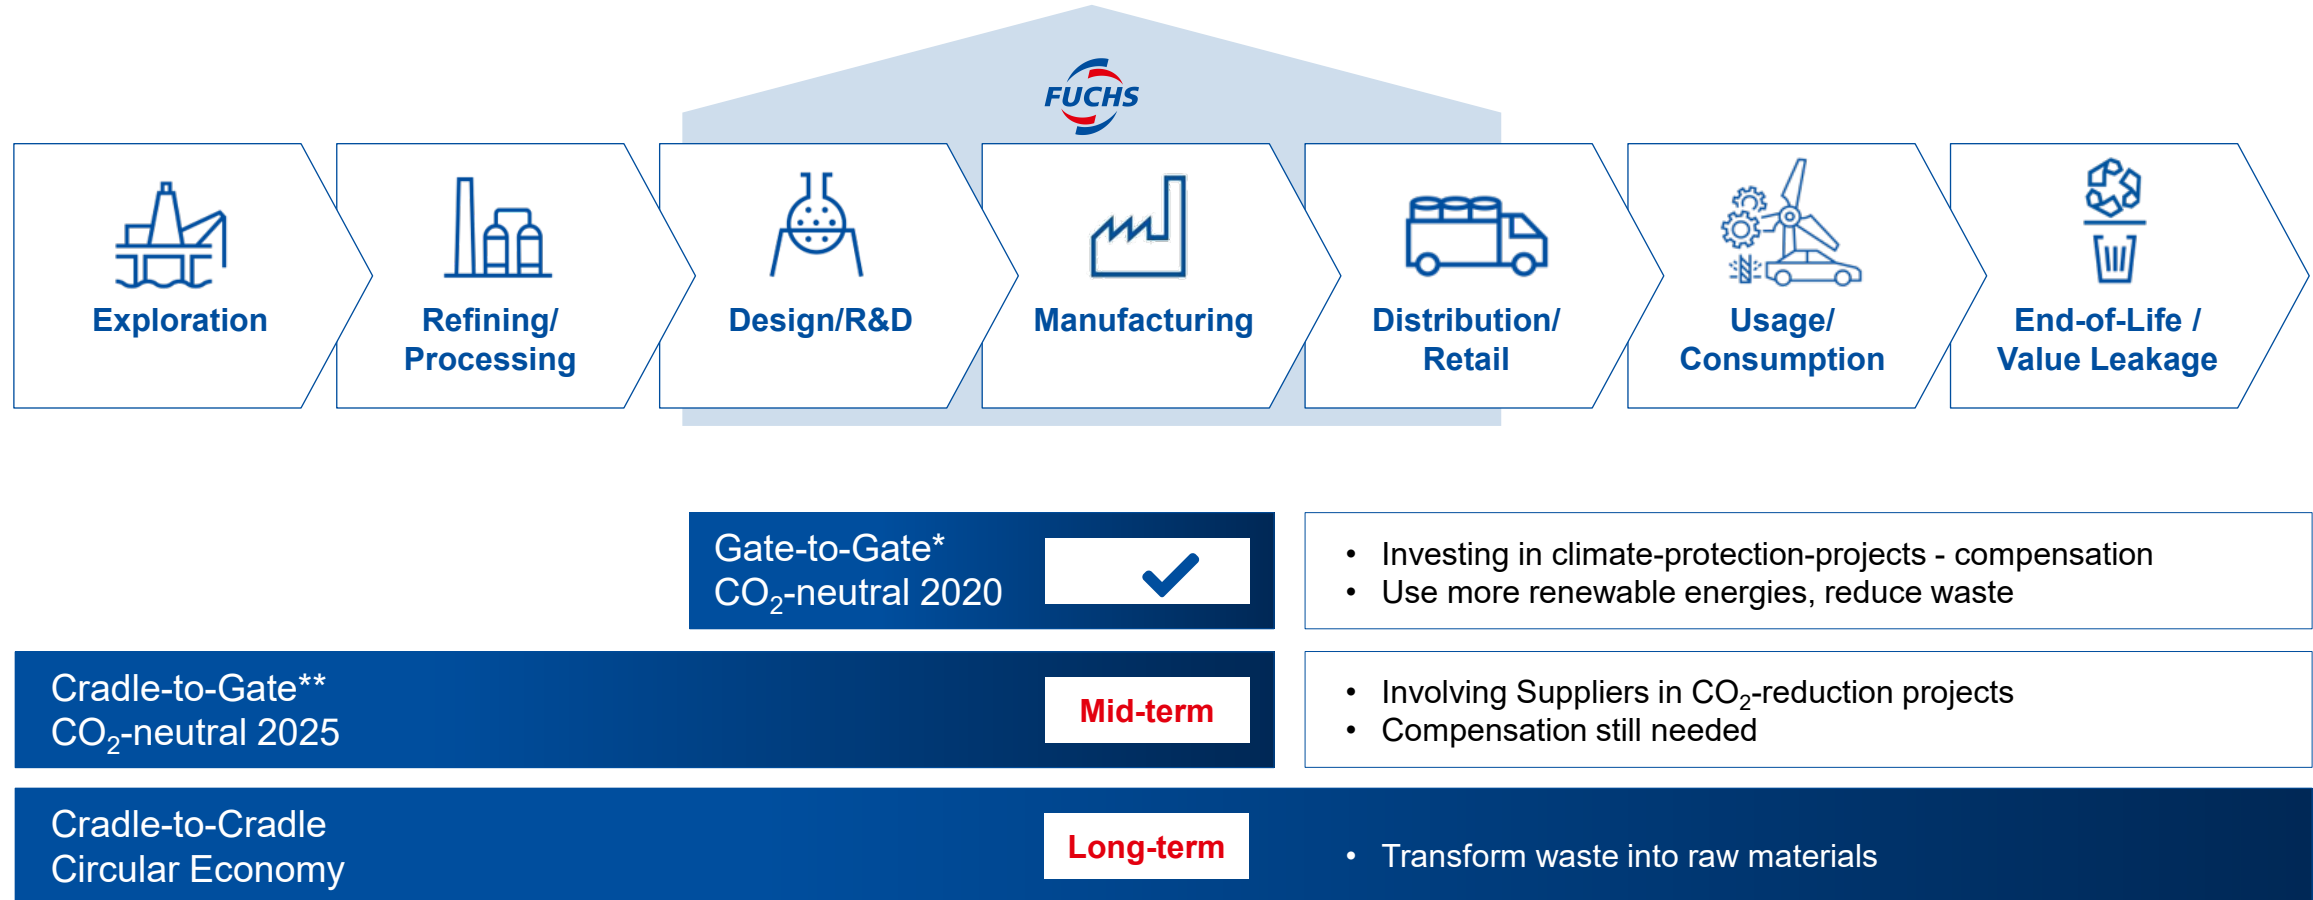 FUCHS
Exploration
Refining/
Processing
Design/R&D
Manufacturing
Distribution/
Retail
Usage/
Consumption
End-of-Life /
Value Leakage
Gate-to-Gate*
CO₂-neutral 2020
• Investing in climate-protection-projects - compensation
• Use more renewable energies, reduce waste
Cradle-to-Gate**
CO₂-neutral 2025
Mid-term
• Involving Suppliers in CO₂-reduction projects
• Compensation still needed
Cradle-to-Cradle
Circular Economy
Long-term
• Transform waste into raw materials